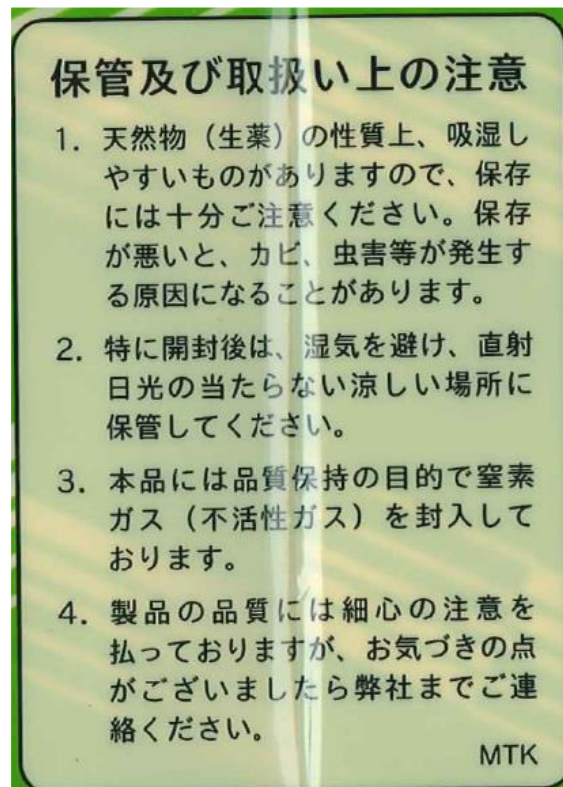 保管及び取扱い上の注意
1. 天然物（生薬）の性質上、吸湿し
やすいものがありますので、保存
には十分ご注意ください。保存
が悪いと、カビ、虫害等が発生す
る原因になることがあります。
2. 特に開封後は、湿気を避け、直射
日光の当たらない涼しい場所に
保管してください。
3. 本品には品質保持の目的で窒素
ガス（不活性ガス）を封入して
おります。
4. 製品の品質には細心の注意を
払っておりますが、お気づきの点
がございましたら弊社までご連
絡ください。
MTK